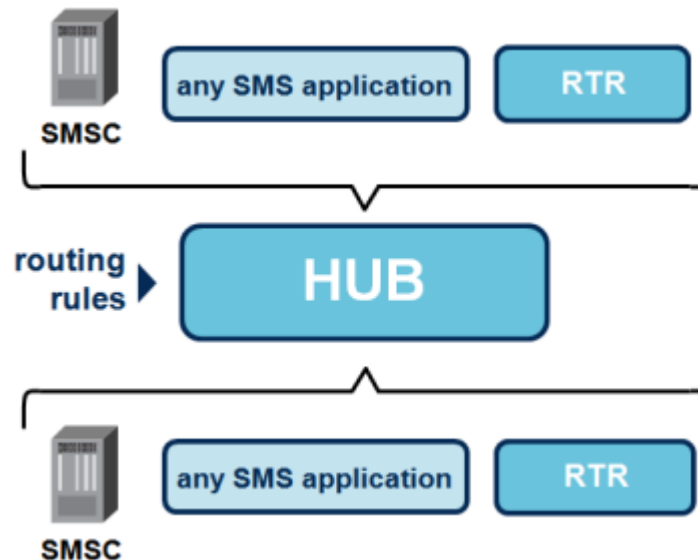 any SMS application
RTR
SMSC
routing
rules
HUB
any SMS application
RTR
SMSC